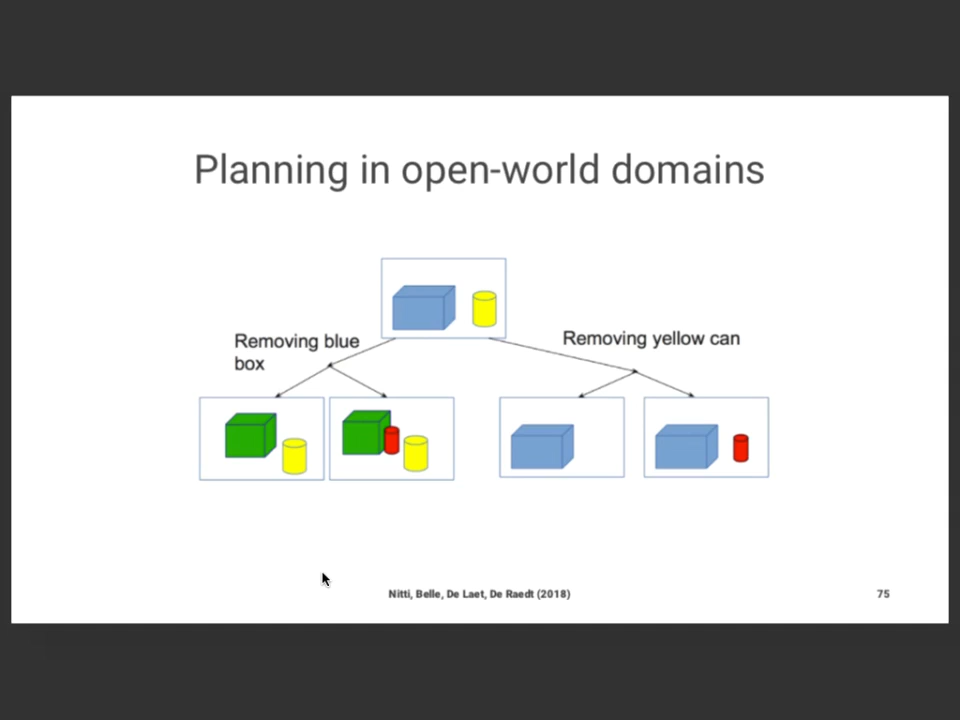 Planning in open-world domains
Removing blue
box
Removing yellow can
Nitti, Belle, De Laet, De Raedt (2018)
75